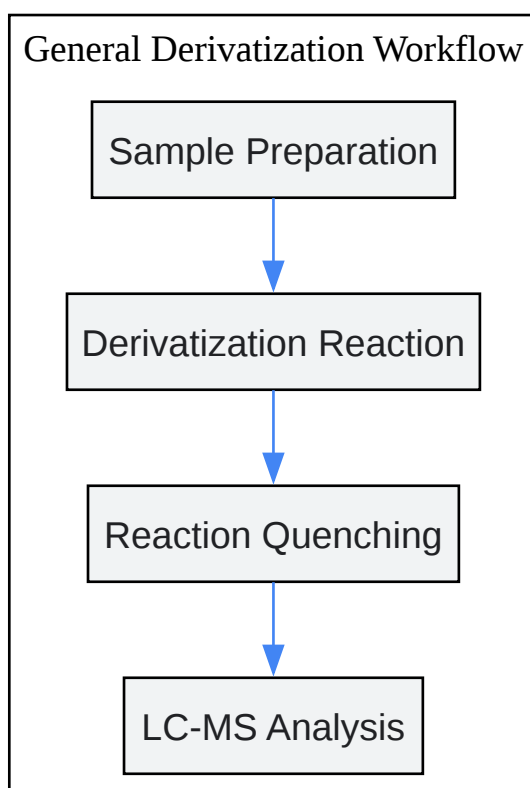 General Derivatization Workflow
Sample Preparation
Derivatization Reaction
Reaction Quenching
LC-MS Analysis